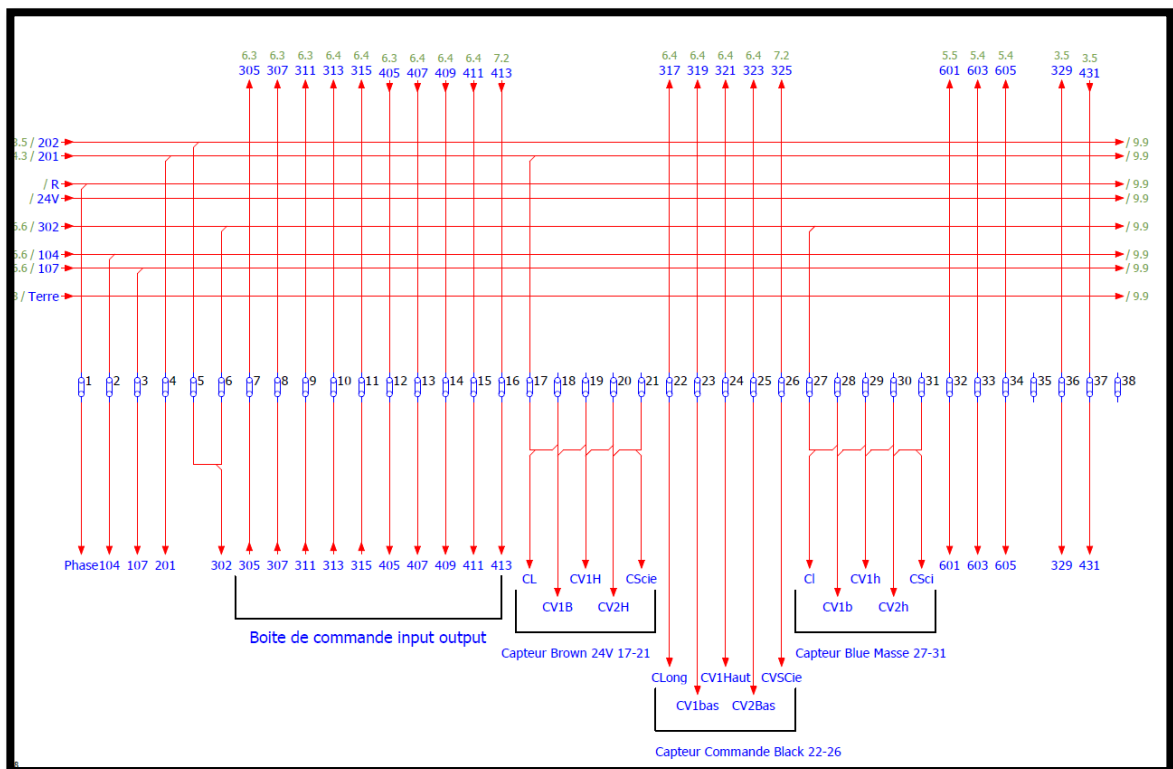 6.3 6.3 6.3 6.4 6.4 6.3 6.4 6.4 6.4 7.2 6.4 6.4 6.4 6.4 7.2 5.5 5.4 5.4 3.5 3.5
305 307 311 313 315 405 407 409 411 413 317 319 321 323 325 601 603 605 329 431
3.5 / 202 / 9.9
4.3 / 201 / 9.9
/ R / 9.9
/ 24V / 9.9
/ 302 / 9.9
/ 104 / 9.9
/ 107 / 9.9
/ Terre / 9.9
1 2 3 4 5 6 7 8 9 10 11 12 13 14 15 16 17 18 19 20 21 22 23 24 25 26 27 28 29 30 31 32 33 34 35 36 37 38
Phase 104 107 201 302 305 307 311 313 315 405 407 409 411 413 601 603 605 329 431
CL CV1H CScie Cl CV1h CSci
CV1B CV2H CV1b CV2h
Boite de commande input output
Capteur Brown 24V 17-21 Capteur Blue Masse 27-31
CLong CV1Haut CVSCie
CV1bas CV2Bas
Capteur Commande Black 22-26